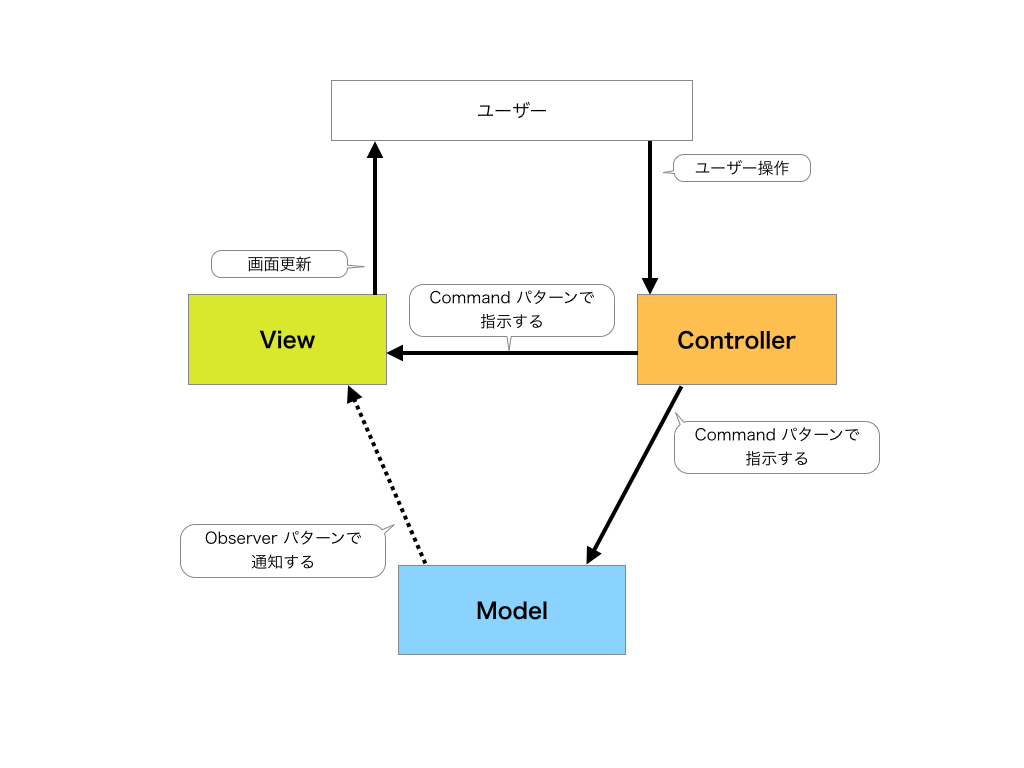 ユーザー
ユーザー操作
画面更新
Command パターンで
指示する
View
Controller
Command パターンで
指示する
Observer パターンで
通知する
Model